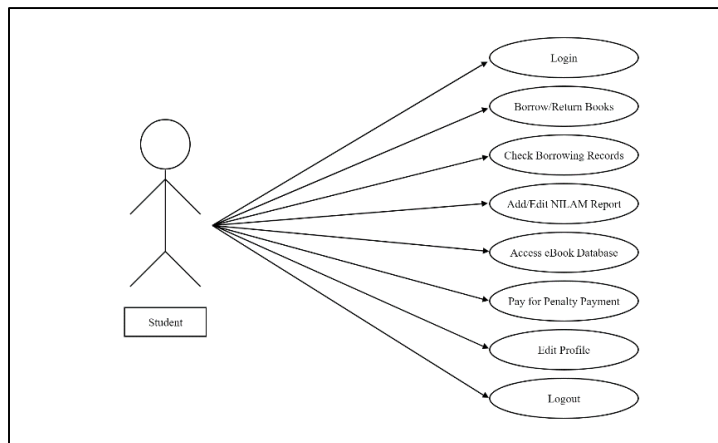 Login
Borrow/Return Books
Check Borrowing Records
Add/Edit NILAM Report
Access eBook Database
Pay for Penalty Payment
Student
Edit Profile
Logout